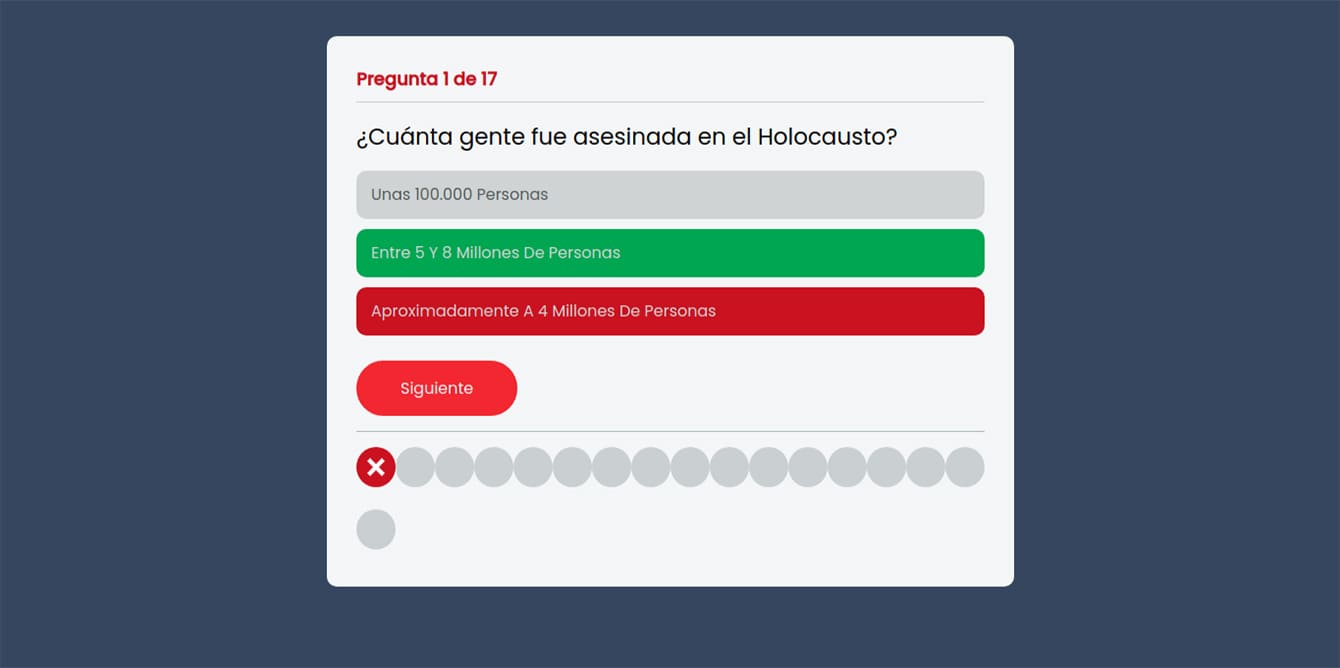 Pregunta 1 de 17
¿Cuánta gente fue asesinada en el Holocausto?
Unas 100.000 Personas
Entre 5 Y 8 Millones De Personas
Aproximadamente A 4 Millones De Personas
Siguiente